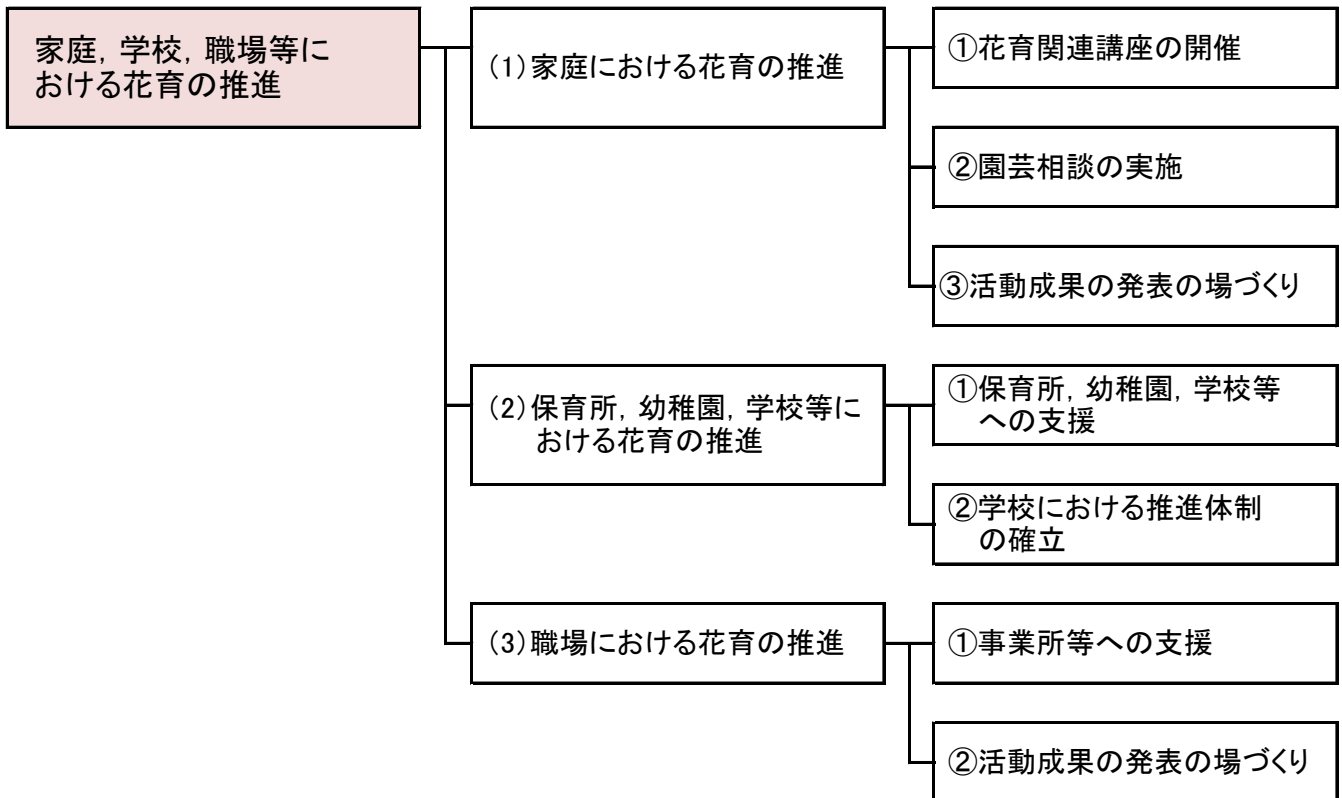 家庭，学校，職場等に
おける花育の推進
(1)家庭における花育の推進
①花育関連講座の開催
②園芸相談の実施
③活動成果の発表の場づくり
(2)保育所，幼稚園，学校等に
おける花育の推進
①保育所，幼稚園，学校等
への支援
②学校における推進体制
の確立
(3)職場における花育の推進
①事業所等への支援
②活動成果の発表の場づくり